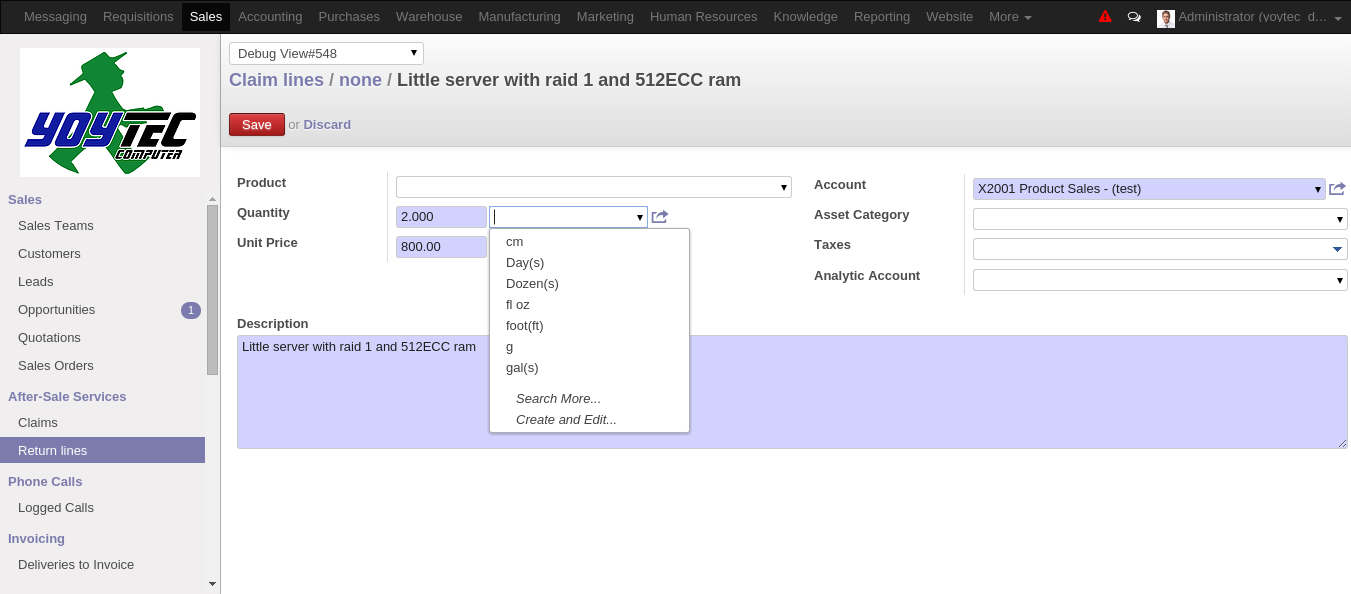 Messaging Requisitions Sales Accounting Purchases Warehouse Manufacturing Marketing Human Resources Knowledge Reporting Website More Administrator (yoytec_d…
YOYTEC
COMPUTER
Sales
Sales Teams
Customers
Leads
Opportunities 1
Quotations
Sales Orders
After-Sale Services
Claims
Return lines
Phone Calls
Logged Calls
Invoicing
Deliveries to Invoice
Debug View#548
Claim lines / none / Little server with raid 1 and 512ECC ram
Save or Discard
Product
Quantity 2.000
Unit Price 800.00
cm
Day(s)
Dozen(s)
fl oz
foot(ft)
g
gal(s)
Search More...
Create and Edit...
Account X2001 Product Sales - (test)
Asset Category
Taxes
Analytic Account
Description
Little server with raid 1 and 512ECC ram